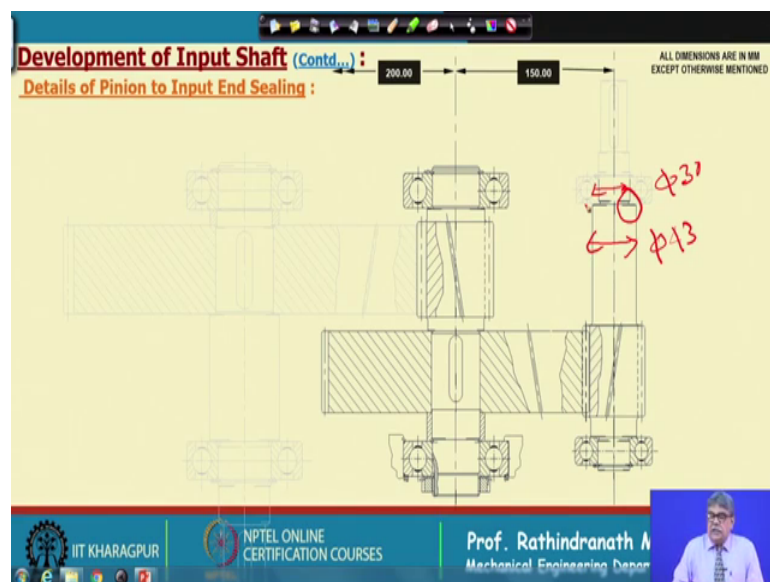 Development of Input Shaft (Contd...) :
ALL DIMENSIONS ARE IN MM
EXCEPT OTHERWISE MENTIONED
200.00
150.00
Details of Pinion to Input End Sealing :
ϕ43
IIT KHARAGPUR
NPTEL ONLINE
CERTIFICATION COURSES
Prof. Rathindranath M
Mechanical Engineering Depar